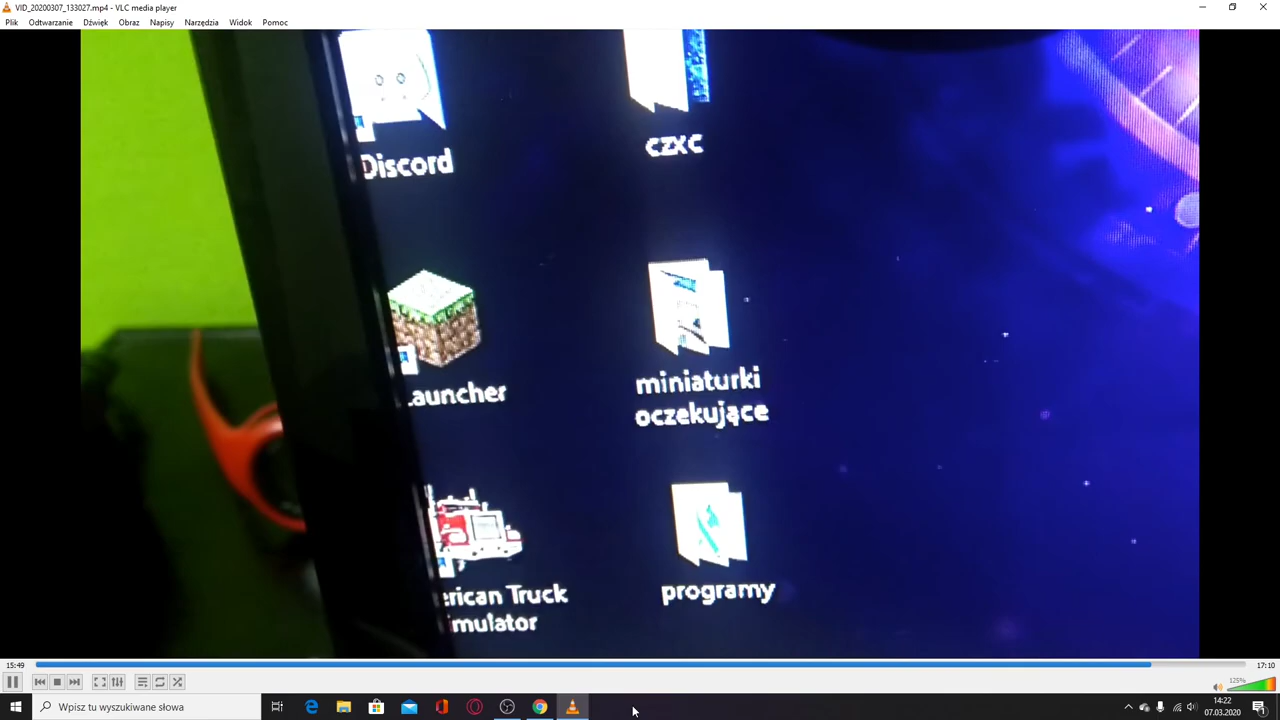 VID_20200307_133027.mp4 - VLC media player
Plik Odtwarzanie Dźwięk Obraz Napisy Narzędzia Widok Pomoc
Discord
czxc
auncher
miniaturki
oczekujące
erican Truck
imulator
programy
15:49
17:10
125%
Wpisz tu wyszukiwane słowa
14:22
07.03.2020